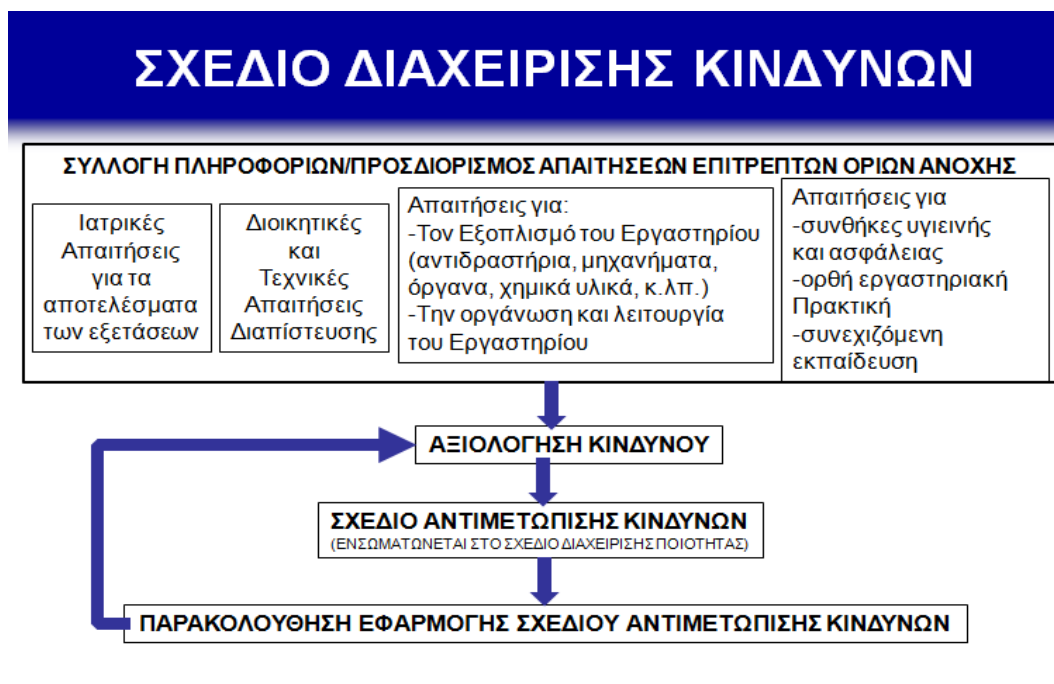 ΣΧΕΔΙΟ ΔΙΑΧΕΙΡΙΣΗΣ ΚΙΝΔΥΝΩΝ
ΣΥΛΛΟΓΗ ΠΛΗΡΟΦΟΡΙΩΝ/ΠΡΟΣΔΙΟΡΙΣΜΟΣ ΑΠΑΙΤΗΣΕΩΝ ΕΠΙΤΡΕΠΤΩΝ ΟΡΙΩΝ ΑΝΟΧΗΣ
Ιατρικές
Απαιτήσεις
για τα
αποτελέσματα
των εξετάσεων
Διοικητικές
και
Τεχνικές
Απαιτήσεις
Διαπίστευσης
Απαιτήσεις για:
-Τον Εξοπλισμό του Εργαστηρίου
(αντιδραστήρια, μηχανήματα,
όργανα, χημικά υλικά, κ.λπ.)
-Την οργάνωση και λειτουργία
του Εργαστηρίου
Απαιτήσεις για
-συνθήκες υγιεινής
και ασφάλειας
-ορθή εργαστηριακή
Πρακτική
-συνεχιζόμενη
εκπαίδευση
ΑΞΙΟΛΟΓΗΣΗ ΚΙΝΔΥΝΟΥ
ΣΧΕΔΙΟ ΑΝΤΙΜΕΤΩΠΙΣΗΣ ΚΙΝΔΥΝΩΝ
(ΕΝΣΩΜΑΤΩΝΕΤΑΙ ΣΤΟ ΣΧΕΔΙΟ ΔΙΑΧΕΙΡΙΣΗΣ ΠΟΙΟΤΗΤΑΣ)
ΠΑΡΑΚΟΛΟΥΘΗΣΗ ΕΦΑΡΜΟΓΗΣ ΣΧΕΔΙΟΥ ΑΝΤΙΜΕΤΩΠΙΣΗΣ ΚΙΝΔΥΝΩΝ